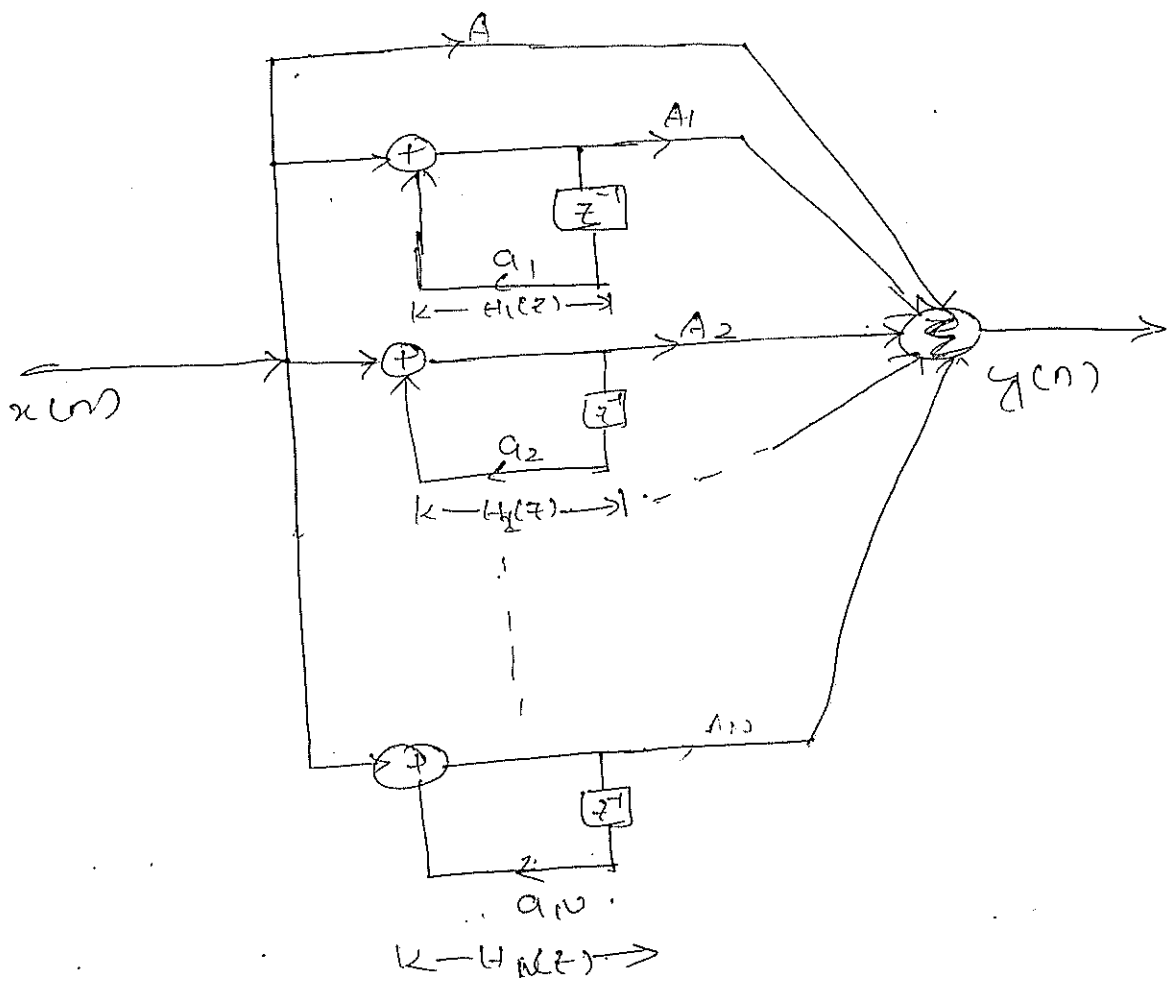 A
A1
+
z⁻¹
a1
K—H1(z)—>|
x(n)
+
A2
Σ
y(n)
z⁻¹
a2
K—H2(z)—>|
z⁻¹
aN
K—HN(z)—>